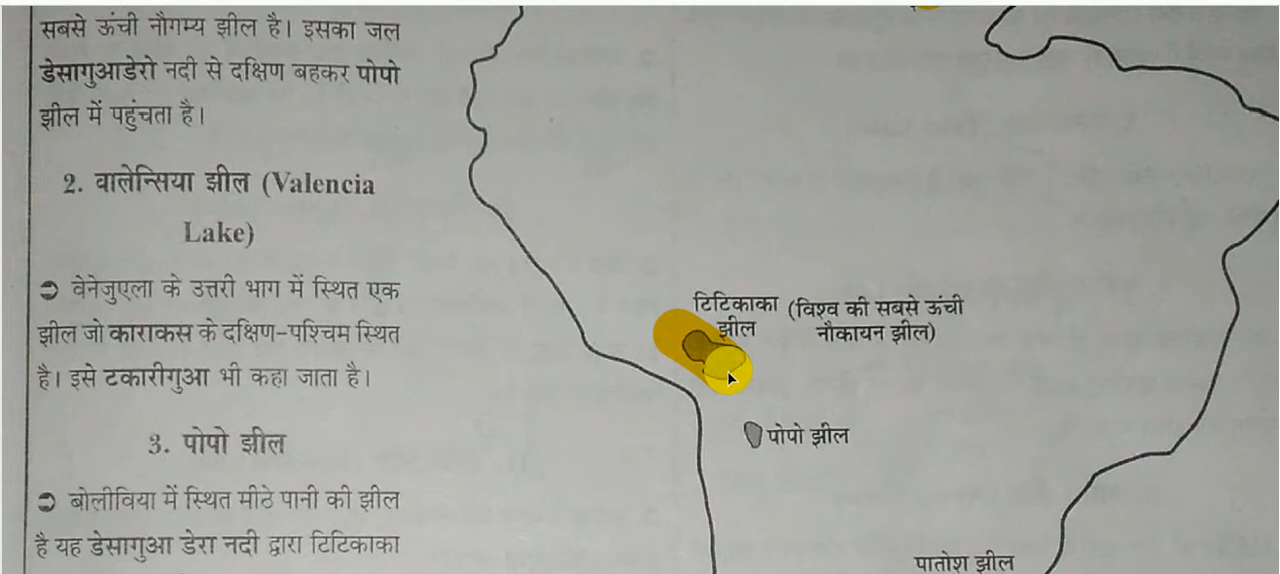 सबसे ऊंची नौगम्य झील है। इसका जल
डेसागुआडेरो नदी से दक्षिण बहकर पोपो
झील में पहुंचता है।
2. वालेन्सिया झील (Valencia
Lake)
➲ वेनेजुएला के उत्तरी भाग में स्थित एक
झील जो काराकस के दक्षिण-पश्चिम स्थित
है। इसे टकारीगुआ भी कहा जाता है।
3. पोपो झील
➲ बोलीविया में स्थित मीठे पानी की झील
है यह डेसागुआ डेरा नदी द्वारा टिटिकाका
टिटिकाका
झील
(विश्व की सबसे ऊंची
नौकायन झील)
पोपो झील
पातोश झील